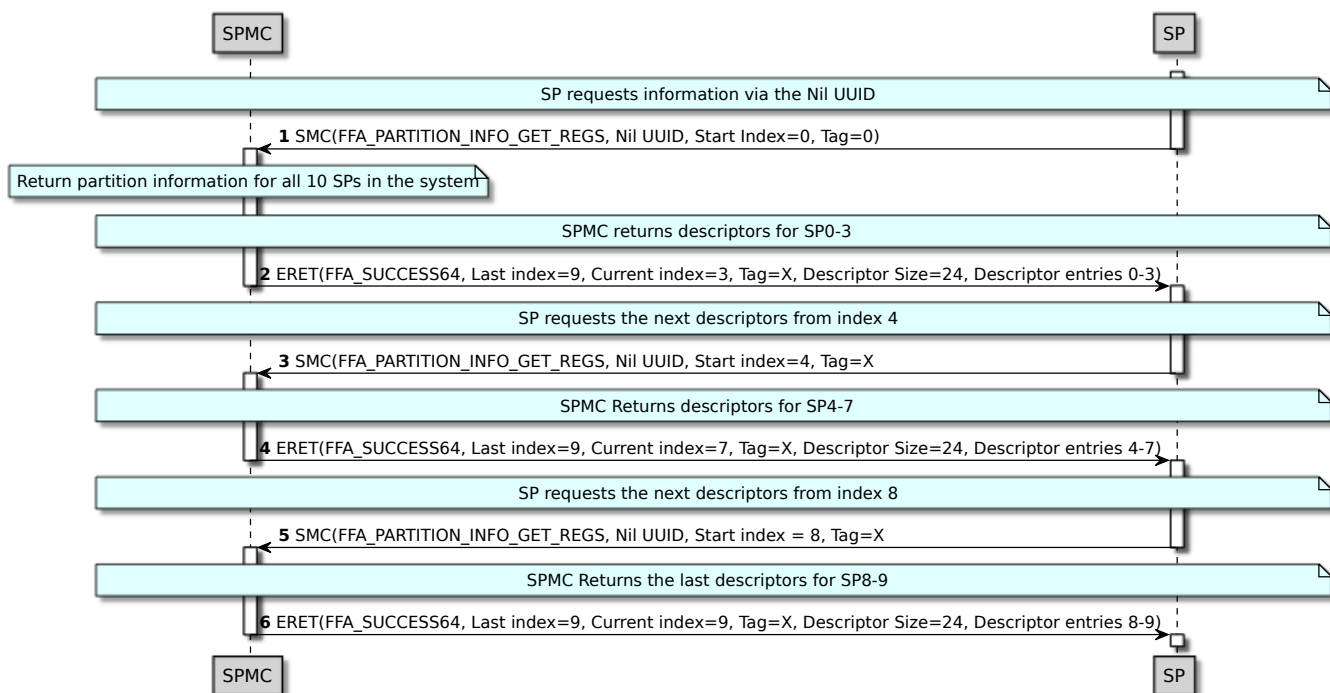 SPMC
SP
SP requests information via the Nil UUID
1 SMC(FFA_PARTITION_INFO_GET_REGS, Nil UUID, Start Index=0, Tag=0)
Return partition information for all 10 SPs in the system
SPMC returns descriptors for SP0-3
2 ERET(FFA_SUCCESS64, Last index=9, Current index=3, Tag=X, Descriptor Size=24, Descriptor entries 0-3)
SP requests the next descriptors from index 4
3 SMC(FFA_PARTITION_INFO_GET_REGS, Nil UUID, Start index=4, Tag=X
SPMC Returns descriptors for SP4-7
4 ERET(FFA_SUCCESS64, Last index=9, Current index=7, Tag=X, Descriptor Size=24, Descriptor entries 4-7)
SP requests the next descriptors from index 8
5 SMC(FFA_PARTITION_INFO_GET_REGS, Nil UUID, Start index = 8, Tag=X
SPMC Returns the last descriptors for SP8-9
6 ERET(FFA_SUCCESS64, Last index=9, Current index=9, Tag=X, Descriptor Size=24, Descriptor entries 8-9)
SPMC
SP